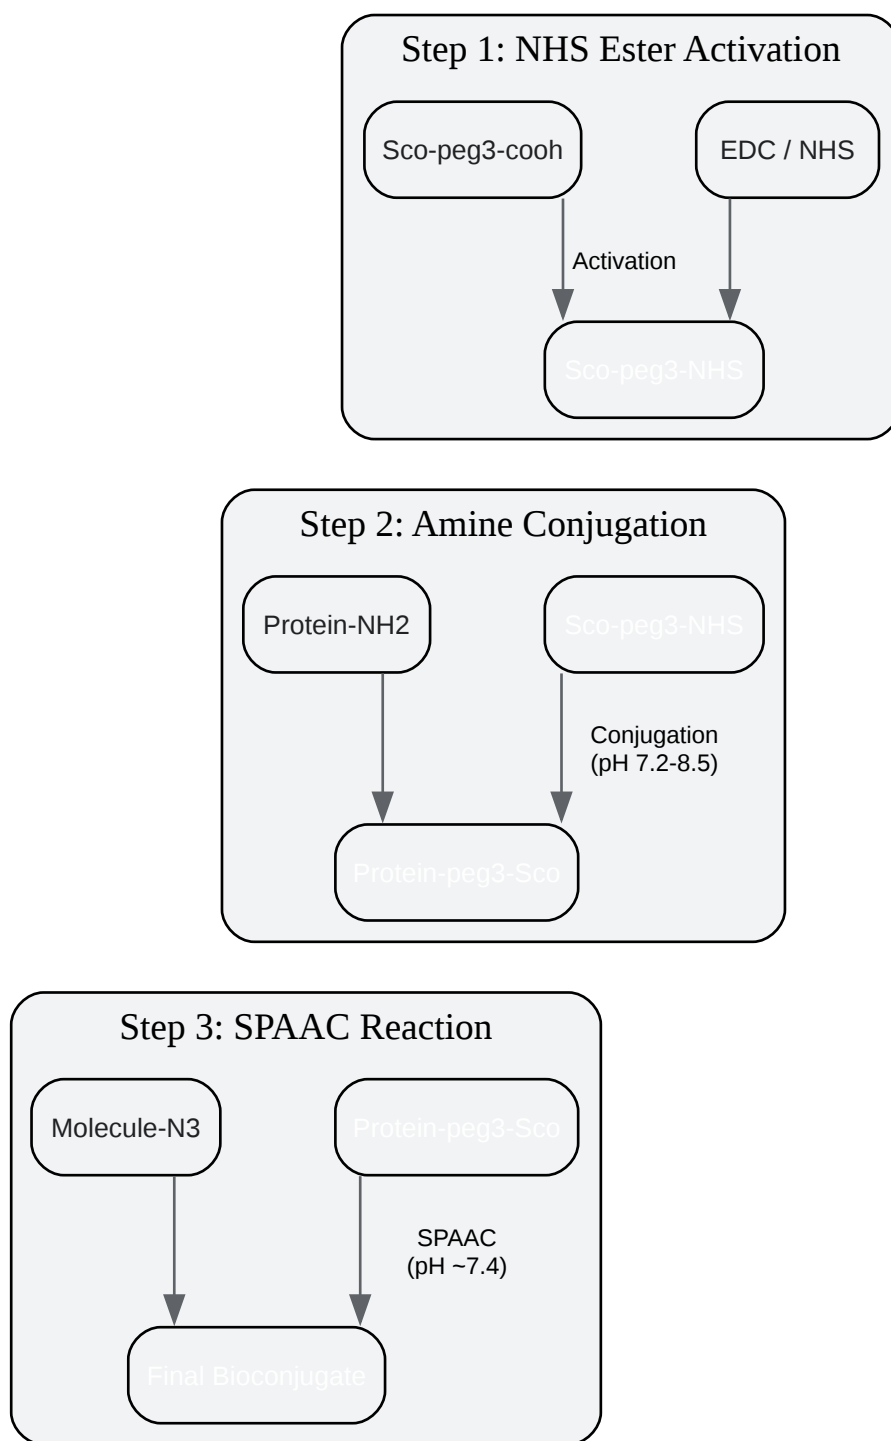 Step 1: NHS Ester Activation
Sco-peg3-cooh
EDC / NHS
Activation
Sco-peg3-NHS
Step 2: Amine Conjugation
Protein-NH2
Sco-peg3-NHS
Conjugation
(pH 7.2-8.5)
Protein-peg3-Sco
Step 3: SPAAC Reaction
Molecule-N3
Protein-peg3-Sco
SPAAC
(pH ~7.4)
Final Bioconjugate